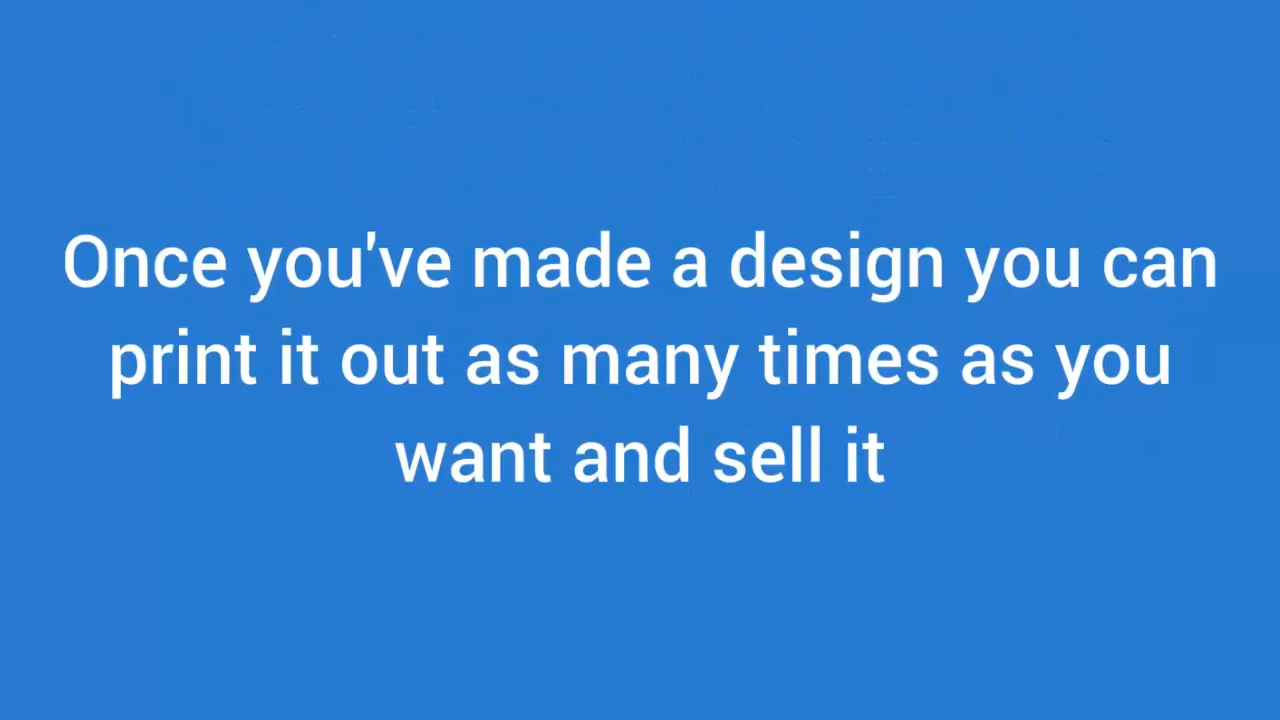 Once you've made a design you can
print it out as many times as you
want and sell it